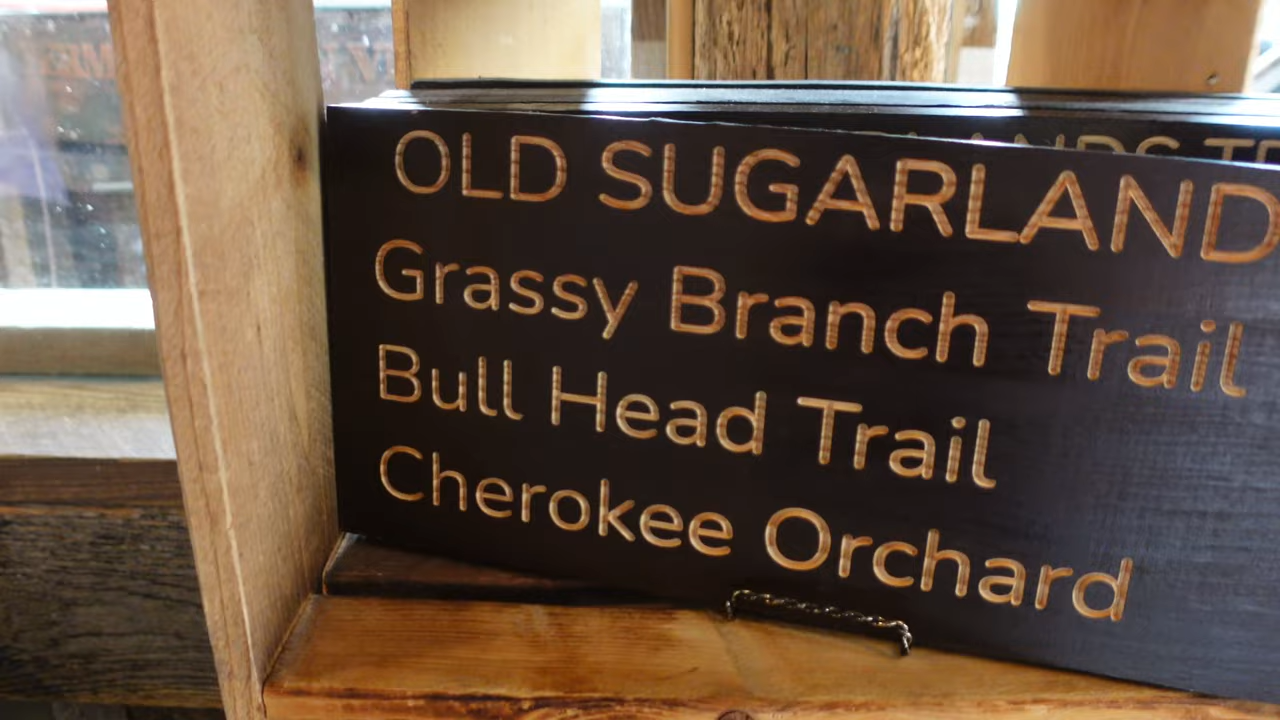 OLD SUGARLAND
Grassy Branch Trail
Bull Head Trail
Cherokee Orchard